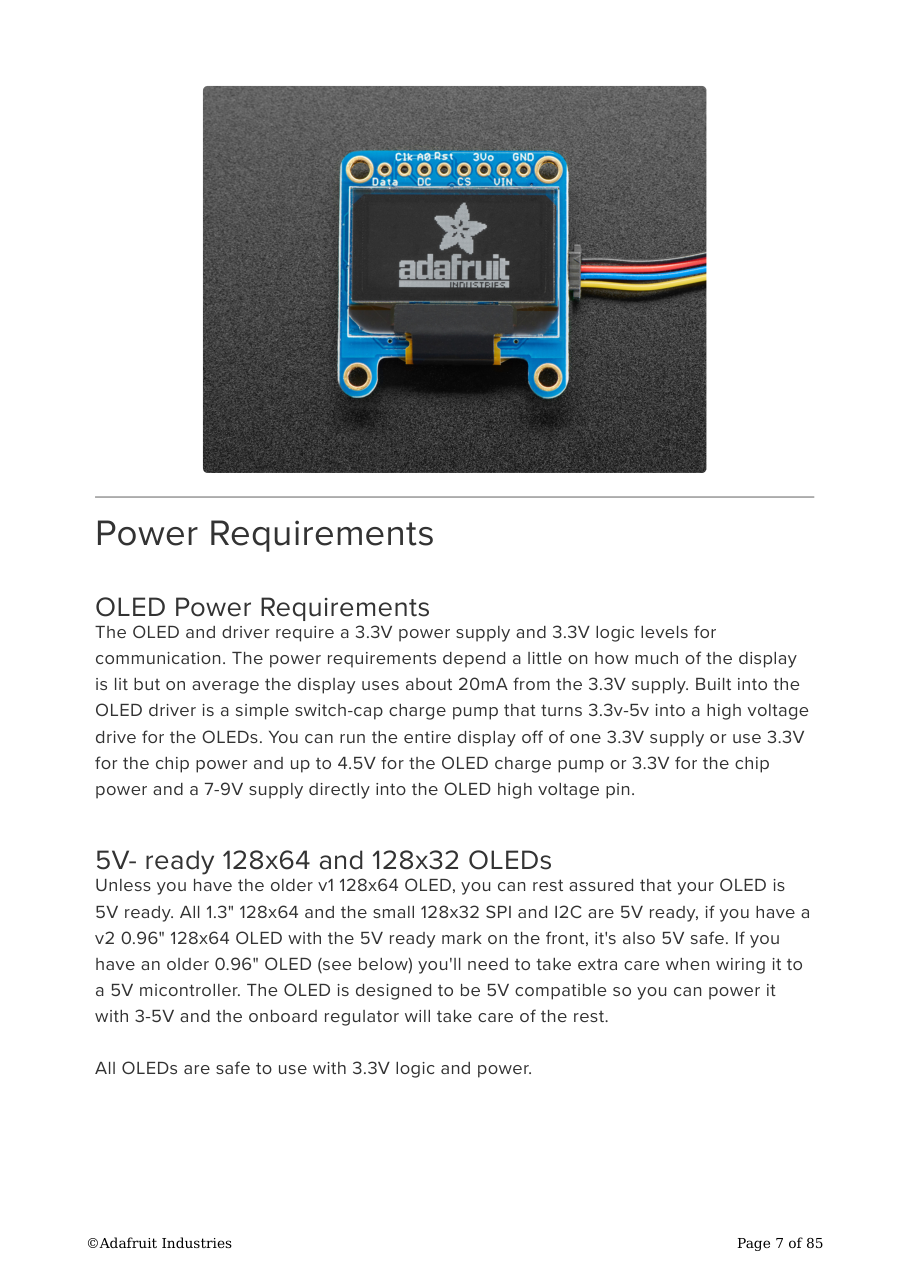 Clk A0 Rst 3Vo GND
Data DC CS VIN
adafruit
INDUSTRIES
Power Requirements
OLED Power Requirements
The OLED and driver require a 3.3V power supply and 3.3V logic levels for
communication. The power requirements depend a little on how much of the display
is lit but on average the display uses about 20mA from the 3.3V supply. Built into the
OLED driver is a simple switch-cap charge pump that turns 3.3v-5v into a high voltage
drive for the OLEDs. You can run the entire display off of one 3.3V supply or use 3.3V
for the chip power and up to 4.5V for the OLED charge pump or 3.3V for the chip
power and a 7-9V supply directly into the OLED high voltage pin.
5V- ready 128x64 and 128x32 OLEDs
Unless you have the older v1 128x64 OLED, you can rest assured that your OLED is
5V ready. All 1.3" 128x64 and the small 128x32 SPI and I2C are 5V ready, if you have a
v2 0.96" 128x64 OLED with the 5V ready mark on the front, it's also 5V safe. If you
have an older 0.96" OLED (see below) you'll need to take extra care when wiring it to
a 5V micontroller. The OLED is designed to be 5V compatible so you can power it
with 3-5V and the onboard regulator will take care of the rest.
All OLEDs are safe to use with 3.3V logic and power.
©Adafruit Industries Page 7 of 85